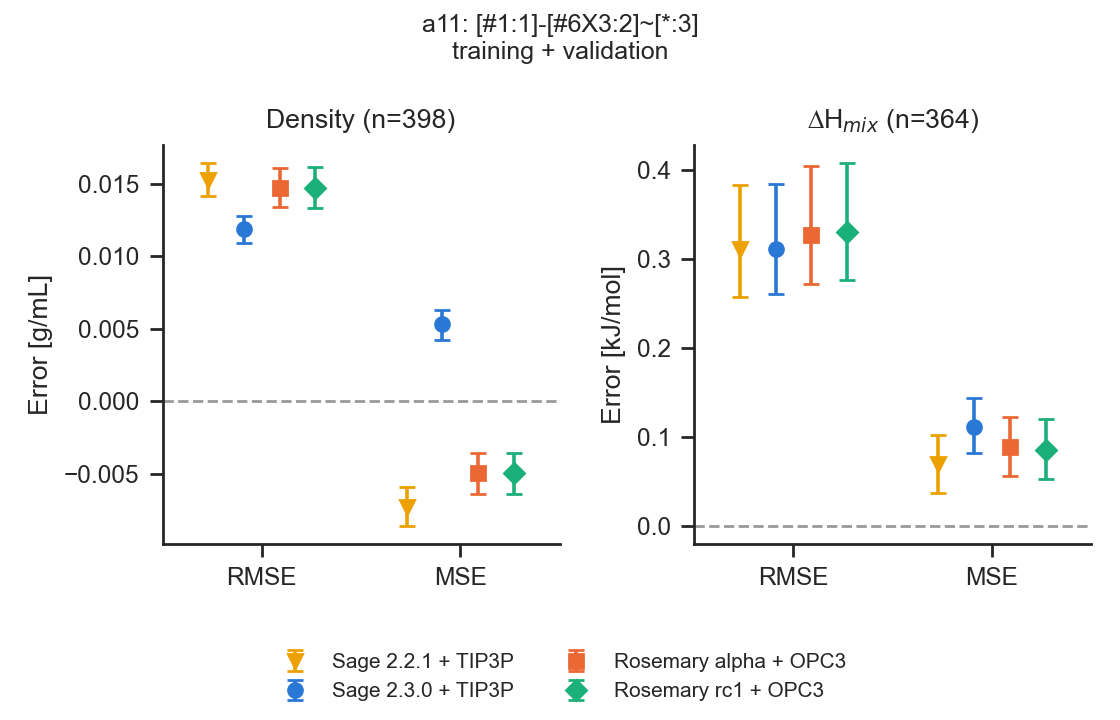 a11: [#1:1]-[#6X3:2]~[*:3]
training + validation
Density (n=398)
Error [g/mL]
0.015
0.010
0.005
0.000
−0.005
RMSE
MSE
ΔH_mix (n=364)
Error [kJ/mol]
0.4
0.3
0.2
0.1
0.0
RMSE
MSE
Sage 2.2.1 + TIP3P
Sage 2.3.0 + TIP3P
Rosemary alpha + OPC3
Rosemary rc1 + OPC3